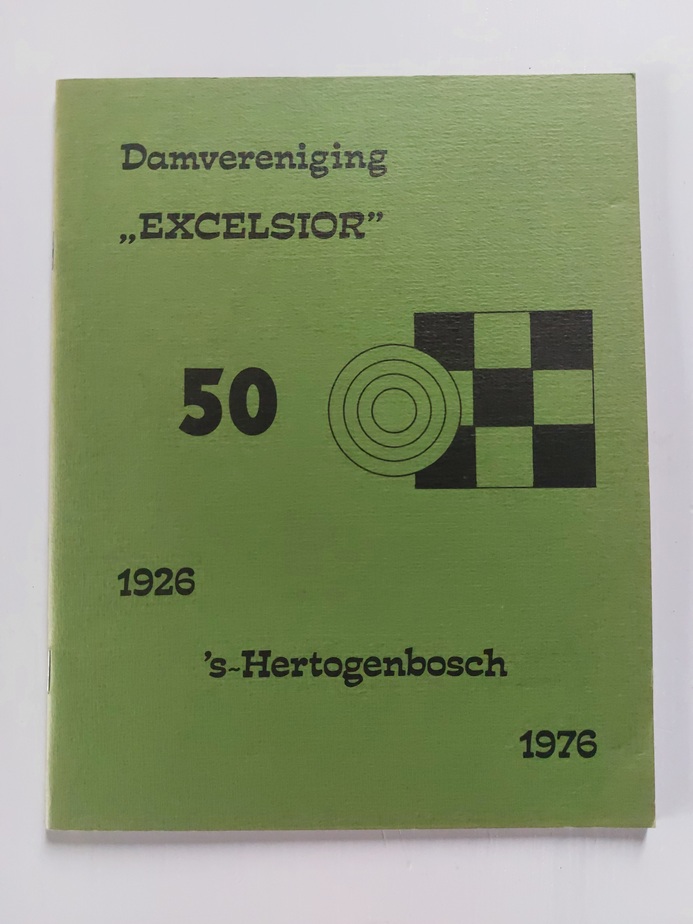 Damvereniging
„EXCELSIOR”
50
1926
's-Hertogenbosch
1976